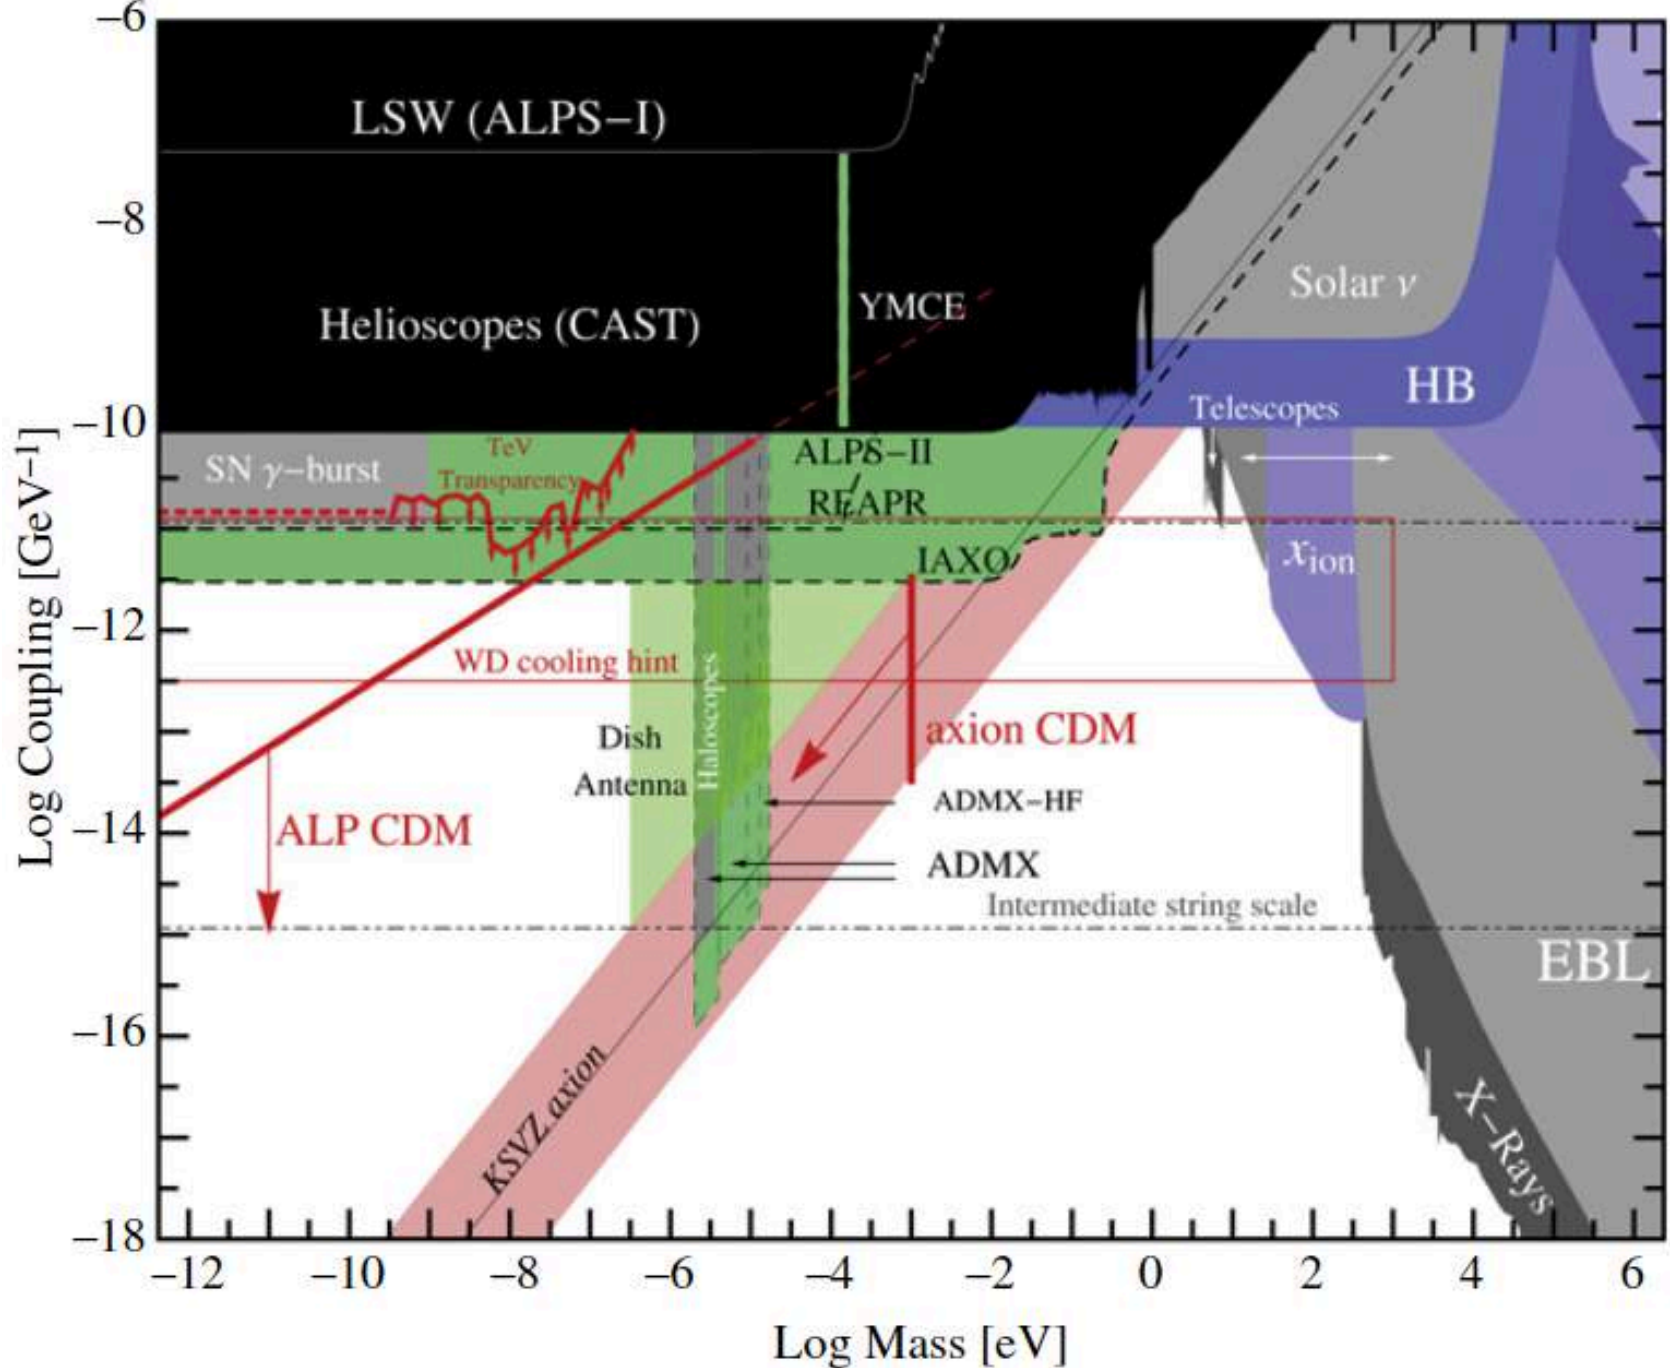 −6
LSW (ALPS−I)
−8
Solar ν
YMCE
Helioscopes (CAST)
HB
Telescopes
−10
TeV
ALPS−II
SN γ−burst
Transparency
REAPR
IAXO
xion
−12
WD cooling hint
axion CDM
Dish
Haloscopes
Antenna
ADMX−HF
−14
ALP CDM
ADMX
Intermediate string scale
EBL
−16
KSVZ axion
X−Rays
−18
−12 −10 −8 −6 −4 −2 0 2 4 6
Log Mass [eV]
Log Coupling [GeV⁻¹]